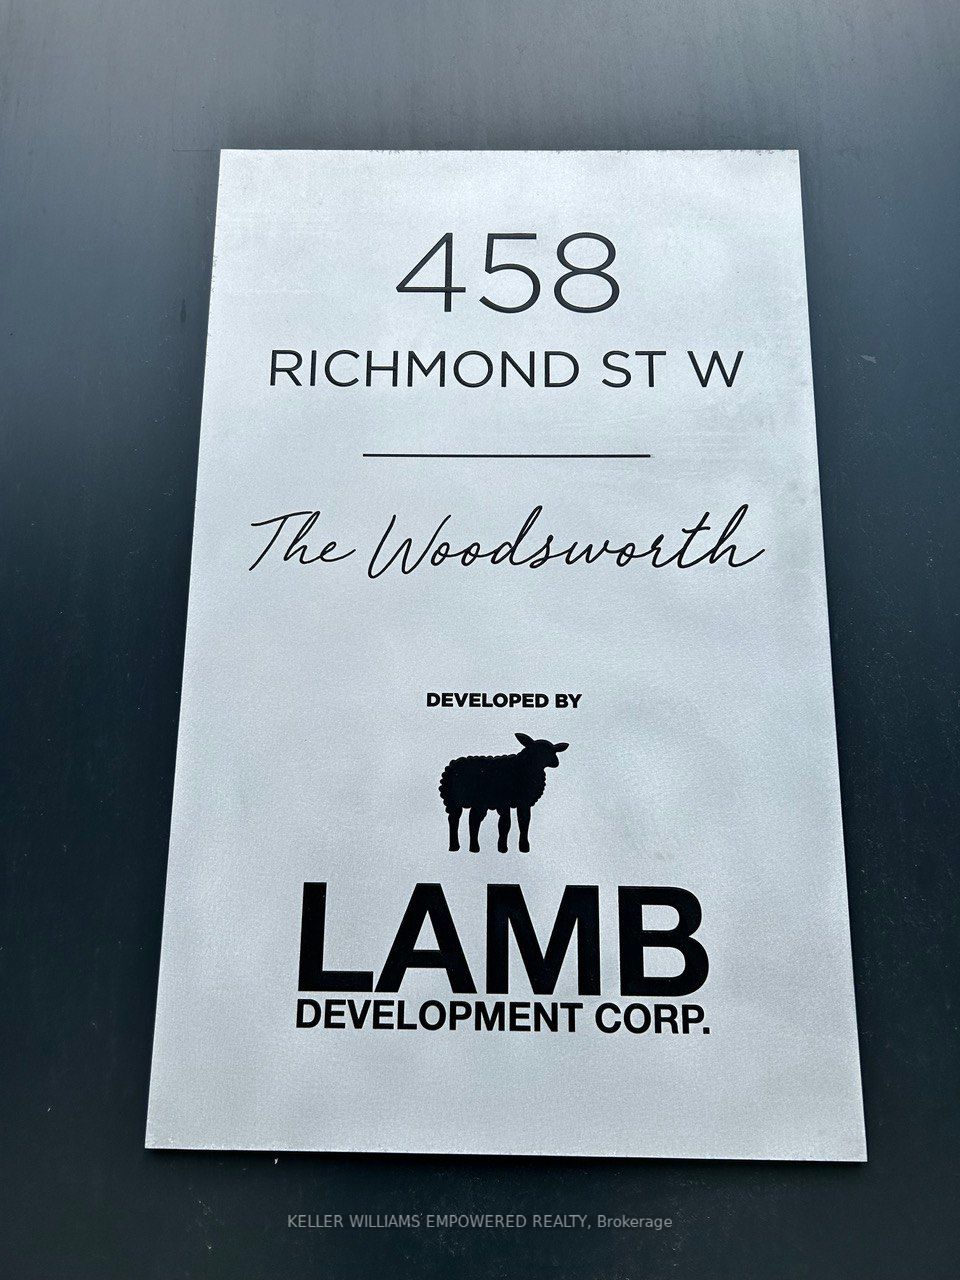 458
RICHMOND ST W
The Woodsworth
DEVELOPED BY
LAMB
DEVELOPMENT CORP.
KELLER WILLIAMS EMPOWERED REALTY, Brokerage